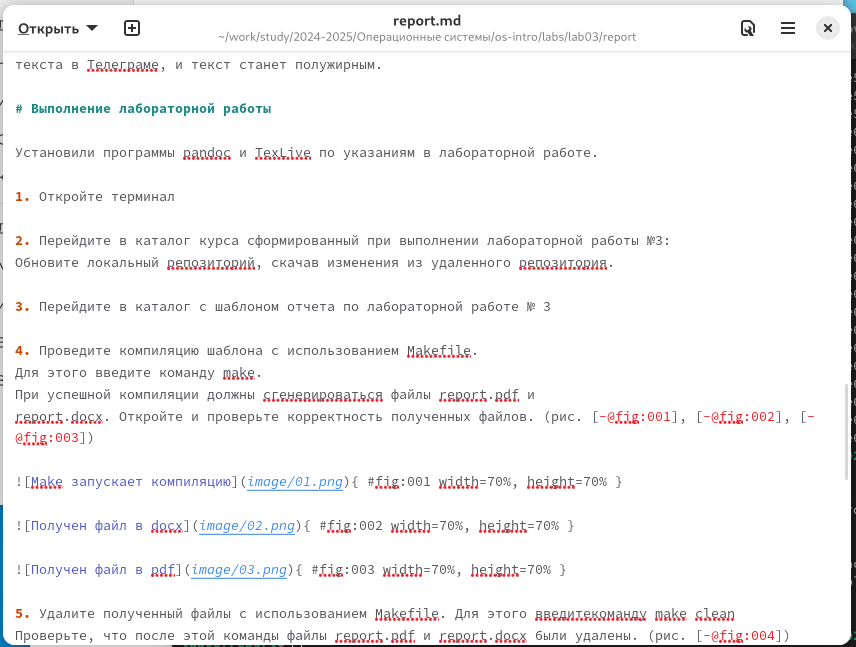 Открыть
report.md
~/work/study/2024-2025/Операционные системы/os-intro/labs/lab03/report
текста в Телеграме, и текст станет полужирным.
# Выполнение лабораторной работы
Установили программы pandoc и TexLive по указаниям в лабораторной работе.
1. Откройте терминал
2. Перейдите в каталог курса сформированный при выполнении лабораторной работы №3:
Обновите локальный репозиторий, скачав изменения из удаленного репозитория.
3. Перейдите в каталог с шаблоном отчета по лабораторной работе № 3
4. Проведите компиляцию шаблона с использованием Makefile.
Для этого введите команду make.
При успешной компиляции должны сгенерироваться файлы report.pdf и
report.docx. Откройте и проверьте корректность полученных файлов. (рис. [-@fig:001], [-@fig:002], [-
@fig:003])
![Make запускает компиляцию](image/01.png){ #fig:001 width=70%, height=70% }
![Получен файл в docx](image/02.png){ #fig:002 width=70%, height=70% }
![Получен файл в pdf](image/03.png){ #fig:003 width=70%, height=70% }
5. Удалите полученный файлы с использованием Makefile. Для этого введитекоманду make clean
Проверьте, что после этой команды файлы report.pdf и report.docx были удалены. (рис. [-@fig:004])